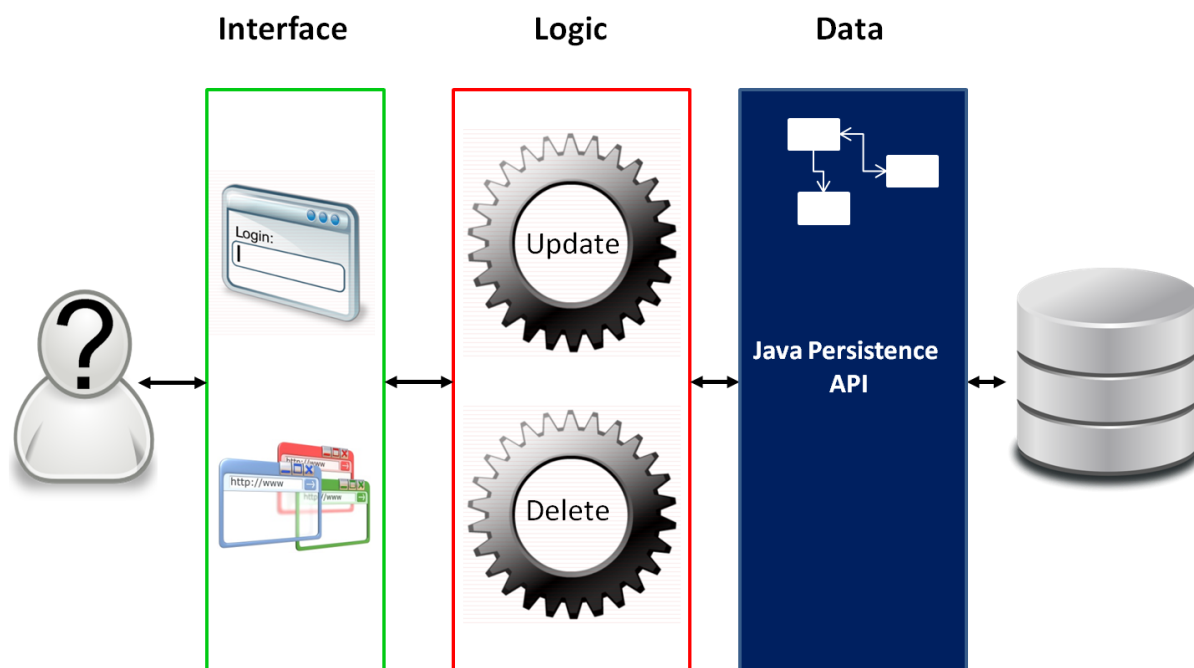 Interface
Logic
Data
?
Login:
Update
Java Persistence
API
http://www
http://www
http://www
Delete